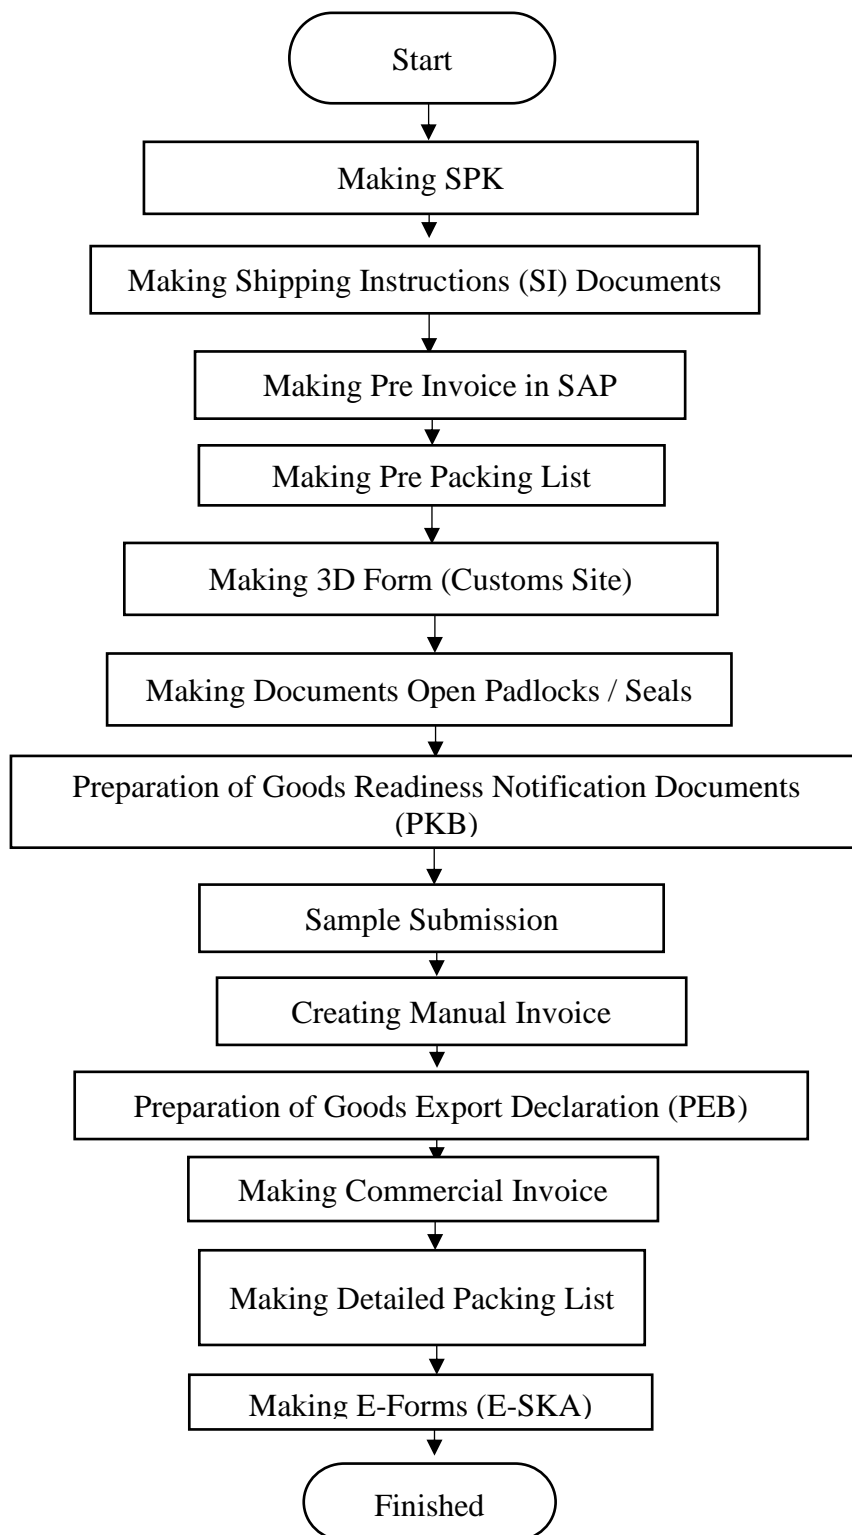 Start
Making SPK
Making Shipping Instructions (SI) Documents
Making Pre Invoice in SAP
Making Pre Packing List
Making 3D Form (Customs Site)
Making Documents Open Padlocks / Seals
Preparation of Goods Readiness Notification Documents
(PKB)
Sample Submission
Creating Manual Invoice
Preparation of Goods Export Declaration (PEB)
Making Commercial Invoice
Making Detailed Packing List
Making E-Forms (E-SKA)
Finished